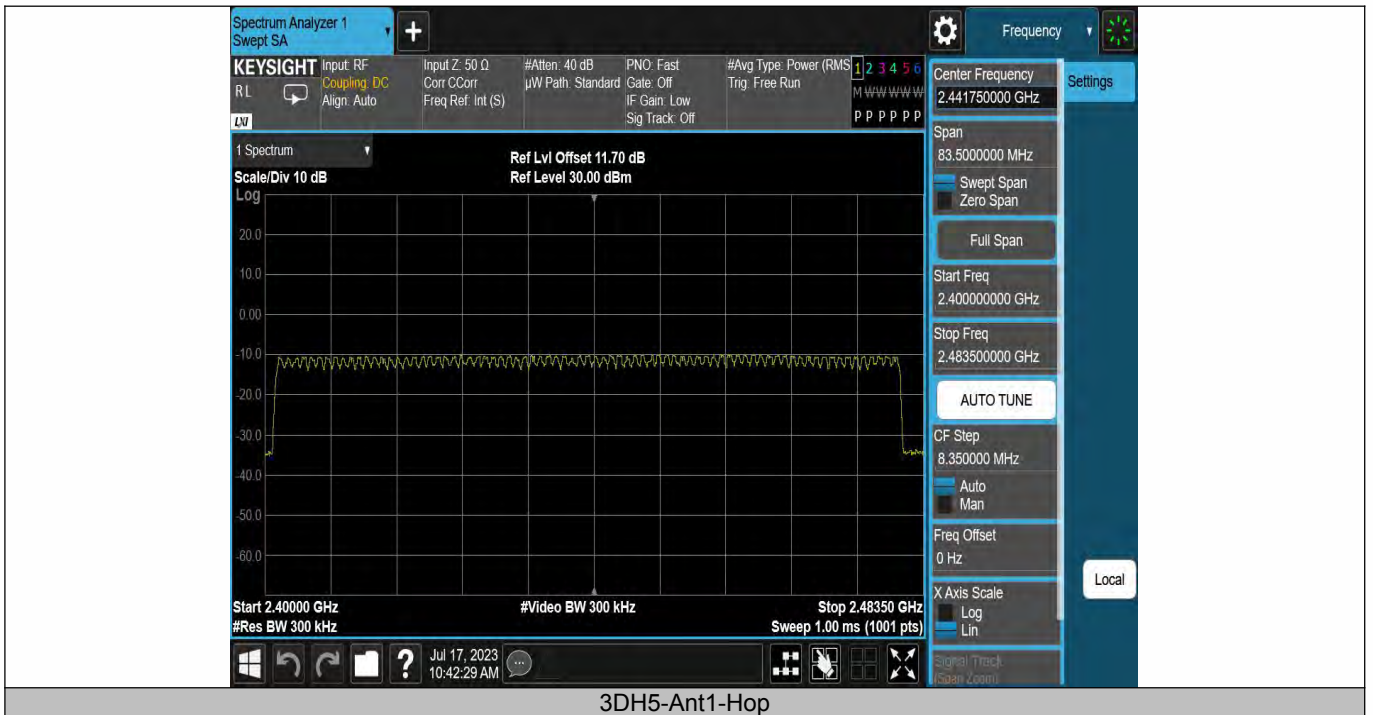 Spectrum Analyzer 1
Swept SA
+
Frequency
KEYSIGHT
RL
LXI
Input: RF
Coupling: DC
Align: Auto
Input Z: 50 Ω
Corr CCorr
Freq Ref: Int (S)
#Atten: 40 dB
µW Path: Standard
PNO: Fast
Gate: Off
IF Gain: Low
Sig Track: Off
#Avg Type: Power (RMS
Trig: Free Run
1 2 3 4 5 6
M W W W W W
P P P P P P
1 Spectrum
Scale/Div 10 dB
Ref Lvl Offset 11.70 dB
Ref Level 30.00 dBm
Log
20.0
10.0
0.00
-10.0
-20.0
-30.0
-40.0
-50.0
-60.0
Start 2.40000 GHz
#Res BW 300 kHz
#Video BW 300 kHz
Stop 2.48350 GHz
Sweep 1.00 ms (1001 pts)
Center Frequency
2.441750000 GHz
Settings
Span
83.5000000 MHz
Swept Span
Zero Span
Full Span
Start Freq
2.400000000 GHz
Stop Freq
2.483500000 GHz
AUTO TUNE
CF Step
8.350000 MHz
Auto
Man
Freq Offset
0 Hz
X Axis Scale
Log
Lin
Local
Signal Track
(Span Zoom)
?
Jul 17, 2023
10:42:29 AM
3DH5-Ant1-Hop